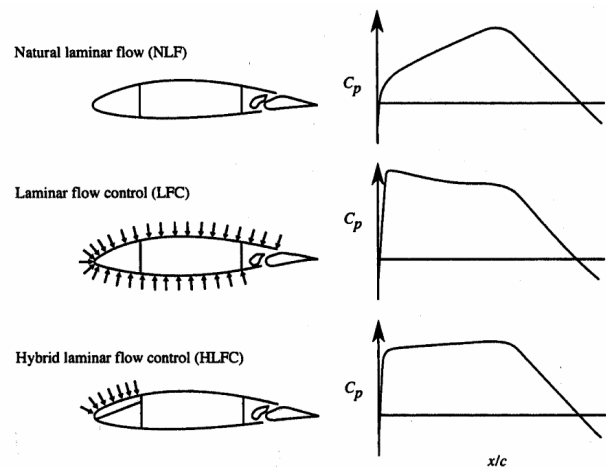 Natural laminar flow (NLF)
Cp
Laminar flow control (LFC)
Cp
Hybrid laminar flow control (HLFC)
Cp
x/c